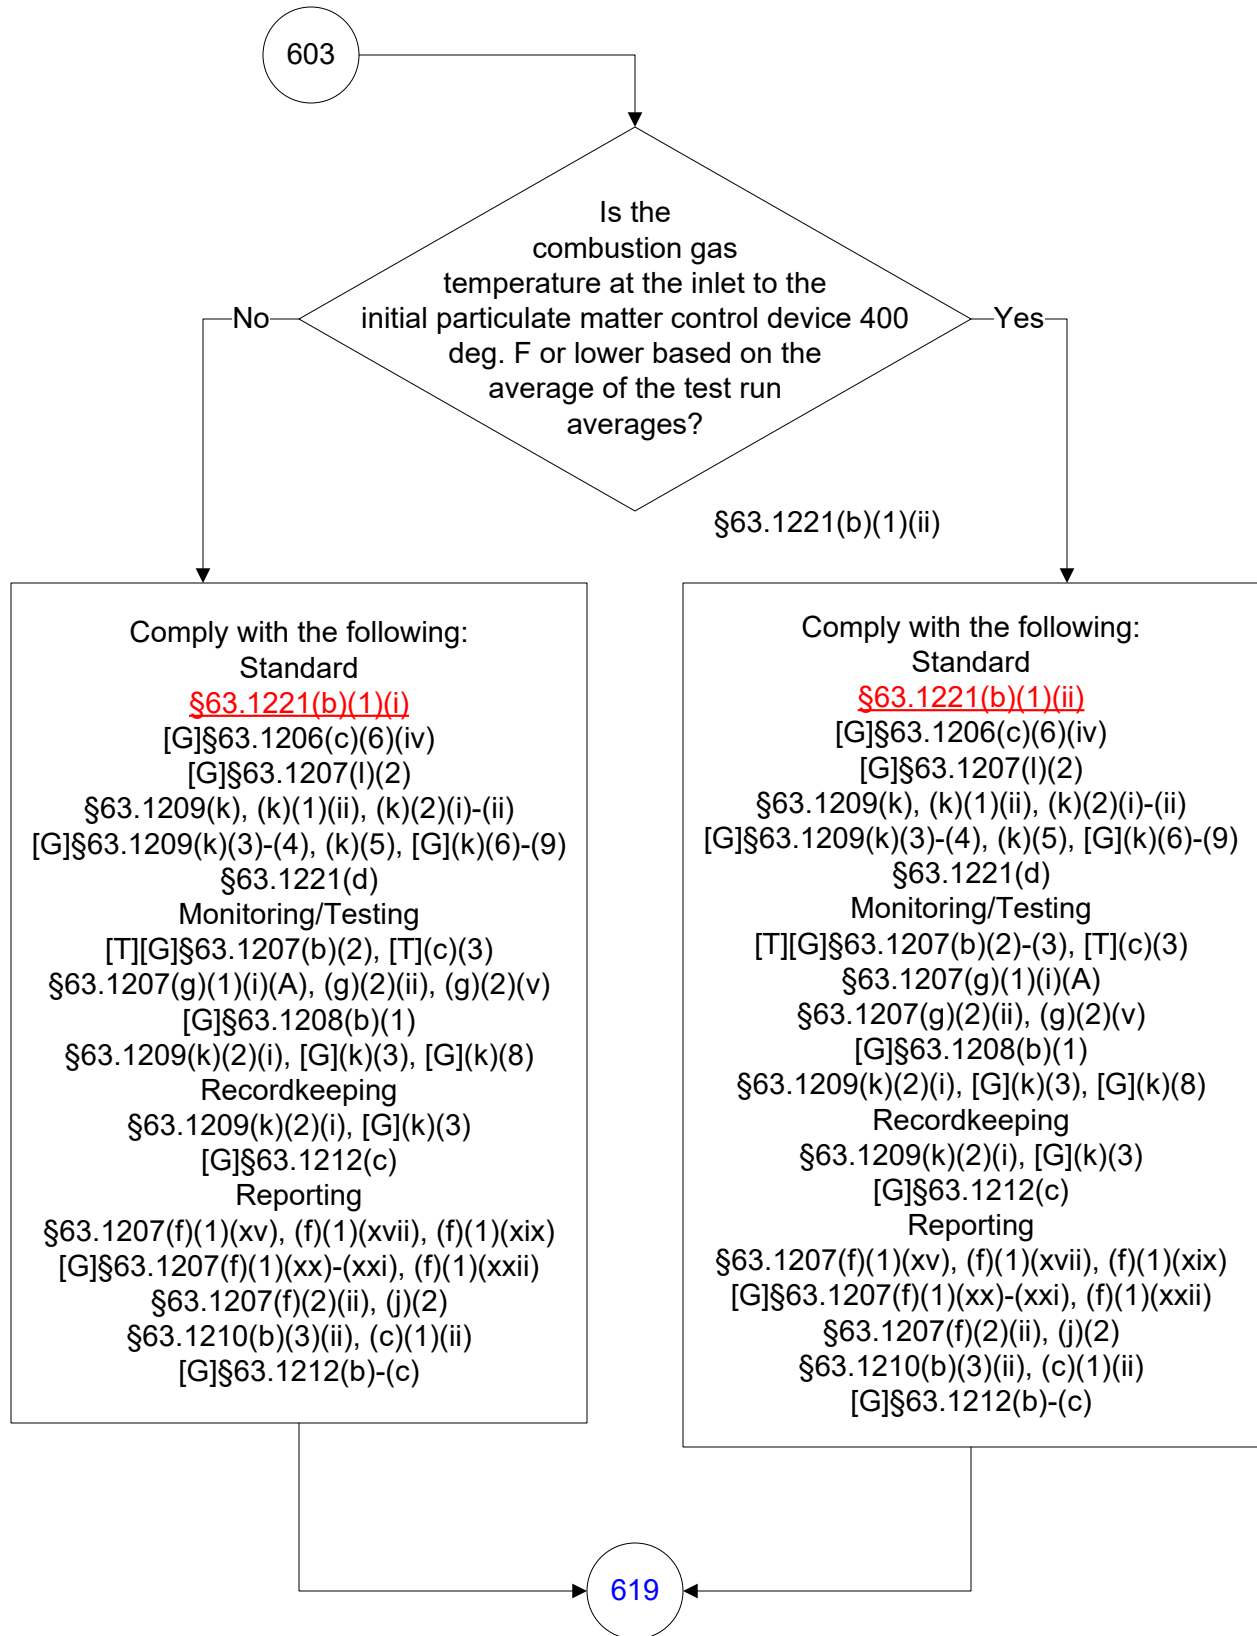 603
Is the
combustion gas
temperature at the inlet to the
initial particulate matter control device 400
deg. F or lower based on the
average of the test run
averages?
No
Yes
§63.1221(b)(1)(ii)
Comply with the following:
Standard
§63.1221(b)(1)(i)
[G]§63.1206(c)(6)(iv)
[G]§63.1207(l)(2)
§63.1209(k), (k)(1)(ii), (k)(2)(i)-(ii)
[G]§63.1209(k)(3)-(4), (k)(5), [G](k)(6)-(9)
§63.1221(d)
Monitoring/Testing
[T][G]§63.1207(b)(2), [T](c)(3)
§63.1207(g)(1)(i)(A), (g)(2)(ii), (g)(2)(v)
[G]§63.1208(b)(1)
§63.1209(k)(2)(i), [G](k)(3), [G](k)(8)
Recordkeeping
§63.1209(k)(2)(i), [G](k)(3)
[G]§63.1212(c)
Reporting
§63.1207(f)(1)(xv), (f)(1)(xvii), (f)(1)(xix)
[G]§63.1207(f)(1)(xx)-(xxi), (f)(1)(xxii)
§63.1207(f)(2)(ii), (j)(2)
§63.1210(b)(3)(ii), (c)(1)(ii)
[G]§63.1212(b)-(c)
Comply with the following:
Standard
§63.1221(b)(1)(ii)
[G]§63.1206(c)(6)(iv)
[G]§63.1207(l)(2)
§63.1209(k), (k)(1)(ii), (k)(2)(i)-(ii)
[G]§63.1209(k)(3)-(4), (k)(5), [G](k)(6)-(9)
§63.1221(d)
Monitoring/Testing
[T][G]§63.1207(b)(2)-(3), [T](c)(3)
§63.1207(g)(1)(i)(A)
§63.1207(g)(2)(ii), (g)(2)(v)
[G]§63.1208(b)(1)
§63.1209(k)(2)(i), [G](k)(3), [G](k)(8)
Recordkeeping
§63.1209(k)(2)(i), [G](k)(3)
[G]§63.1212(c)
Reporting
§63.1207(f)(1)(xv), (f)(1)(xvii), (f)(1)(xix)
[G]§63.1207(f)(1)(xx)-(xxi), (f)(1)(xxii)
§63.1207(f)(2)(ii), (j)(2)
§63.1210(b)(3)(ii), (c)(1)(ii)
[G]§63.1212(b)-(c)
619